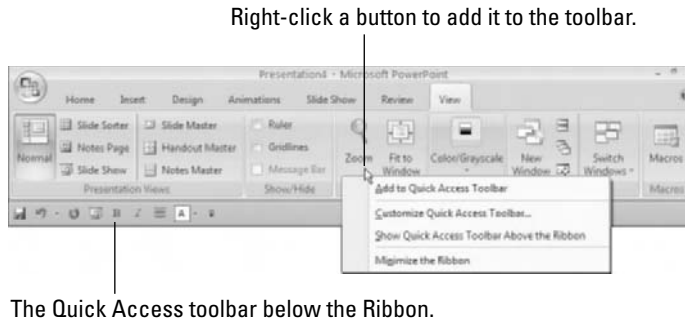 Right-click a button to add it to the toolbar.
Presentation4 - Microsoft PowerPoint
Home Insert Design Animations Slide Show Review View
Normal
Slide Sorter
Notes Page
Slide Show
Slide Master
Handout Master
Notes Master
Presentation Views
Ruler
Gridlines
Message Bar
Show/Hide
Zoom
Fit to
Window
Color/Grayscale
New
Window
Switch
Windows
Macros
Macros
Add to Quick Access Toolbar
Customize Quick Access Toolbar...
Show Quick Access Toolbar Above the Ribbon
Minimize the Ribbon
B I A
The Quick Access toolbar below the Ribbon.